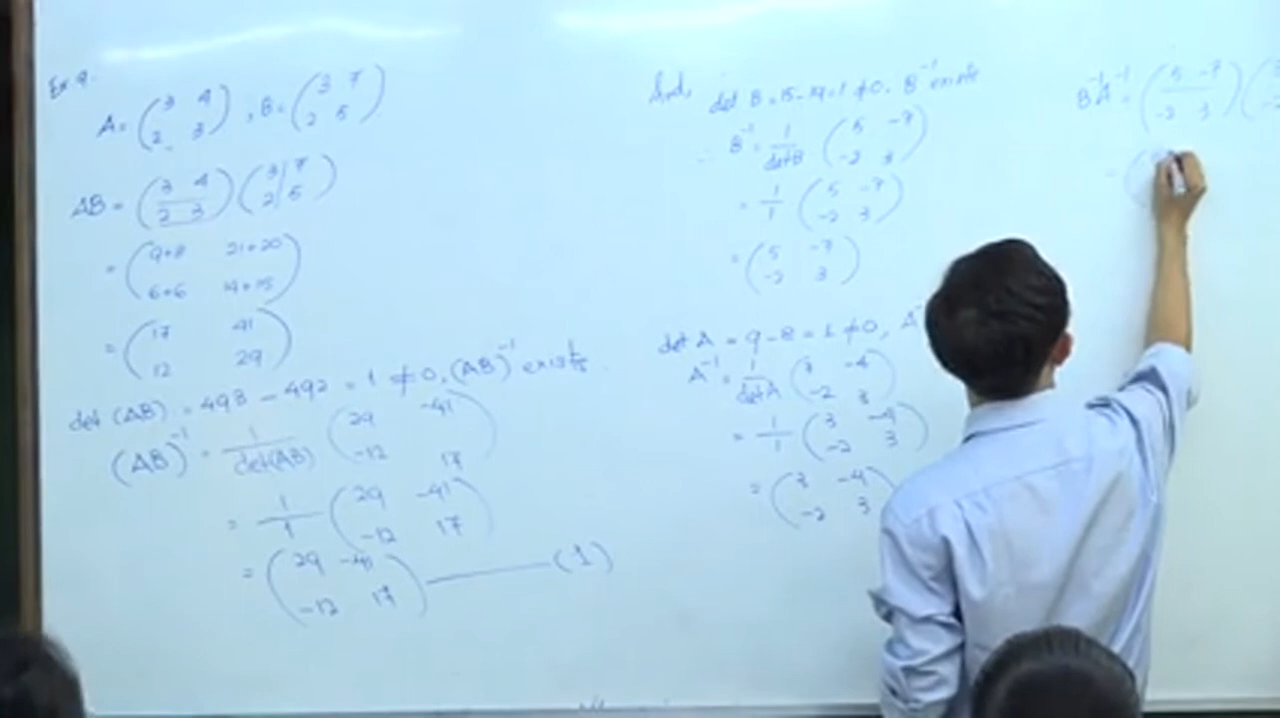 Ex 9.
A = (3 4 2 3), B = (3 7 2 5)
AB = (3 4 2 3) (3 7 2 5)
= (9+8 21+20 6+6 14+15)
= (17 41 12 29)
det (AB) = 493 - 492 = 1 ≠ 0, (AB)⁻¹ exists.
(AB)⁻¹ = 1/det(AB) (29 -41 -12 17)
= 1/1 (29 -41 -12 17)
= (29 -41 -12 17) ——— (1)
And, det B = 15 - 14 = 1 ≠ 0. B⁻¹ exists
∴ B⁻¹ = 1/det B (5 -7 -2 3)
= 1/1 (5 -7 -2 3)
= (5 -7 -2 3)
det A = 9 - 8 = 1 ≠ 0, A⁻
A⁻¹ = 1/det A (3 -4 -2 3)
= 1/1 (3 -4 -2 3)
= (3 -4 -2 3)
B⁻¹A⁻¹ = (5 -7 -2 3) (
= (